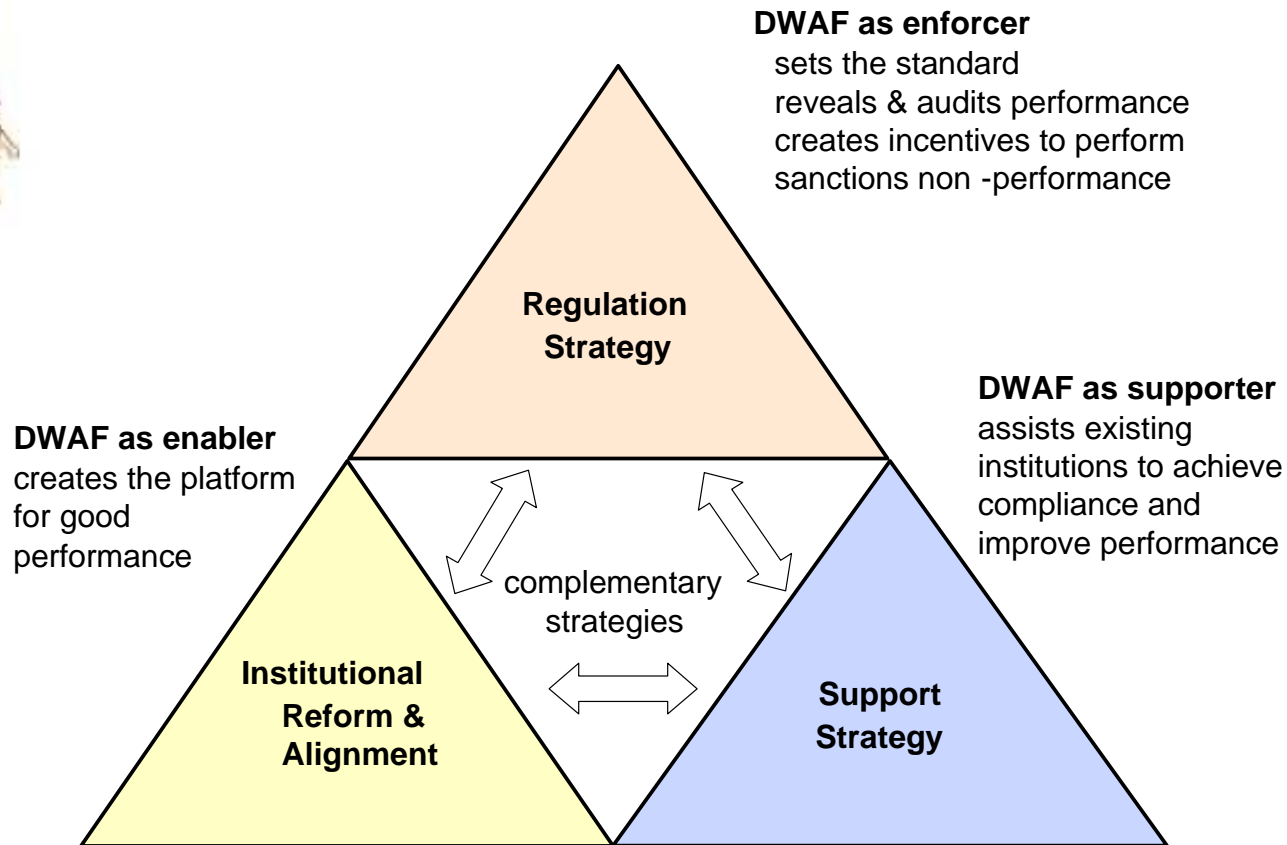 DWAF as enforcer
sets the standard
reveals & audits performance
creates incentives to perform
sanctions non -performance
Regulation
Strategy
DWAF as supporter
assists existing
institutions to achieve
compliance and
improve performance
DWAF as enabler
creates the platform
for good
performance
complementary
strategies
Institutional
Reform &
Alignment
Support
Strategy